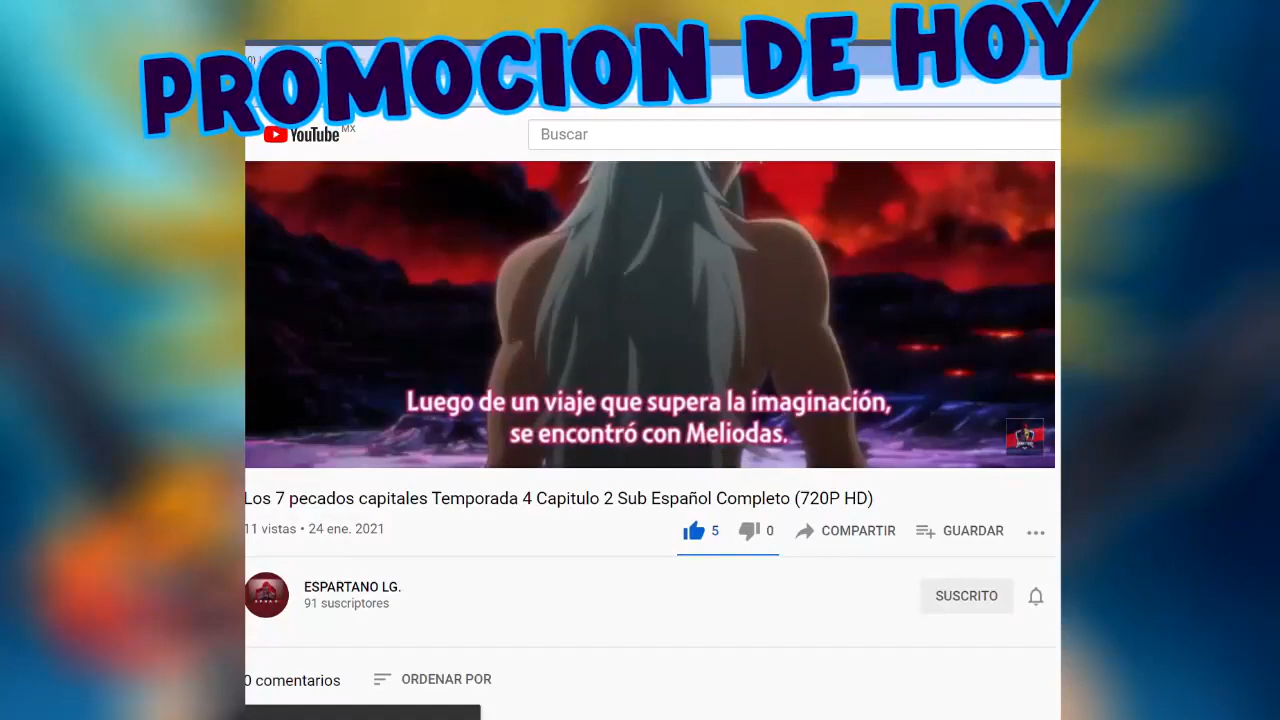 PROMOCION DE HOY
YouTube MX
Buscar
Luego de un viaje que supera la imaginación,
se encontró con Meliodas.
Los 7 pecados capitales Temporada 4 Capitulo 2 Sub Español Completo (720P HD)
11 vistas • 24 ene. 2021
5
0
COMPARTIR
GUARDAR
ESPARTANO LG.
91 suscriptores
SUSCRITO
0 comentarios
ORDENAR POR